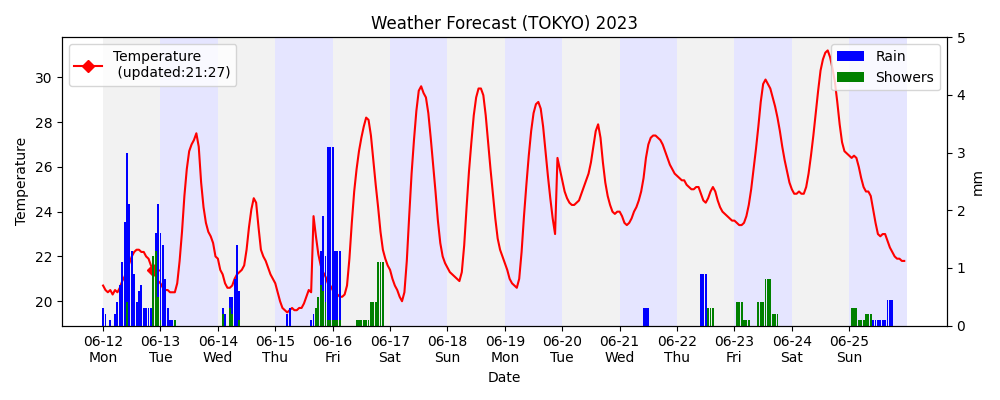 Weather Forecast (TOKYO) 2023
Temperature
(updated:21:27)
Rain
Showers
Temperature
30
28
26
24
22
20
5
4
3
2
1
0
mm
06-12 06-13 06-14 06-15 06-16 06-17 06-18 06-19 06-20 06-21 06-22 06-23 06-24 06-25
Mon Tue Wed Thu Fri Sat Sun Mon Tue Wed Thu Fri Sat Sun
Date